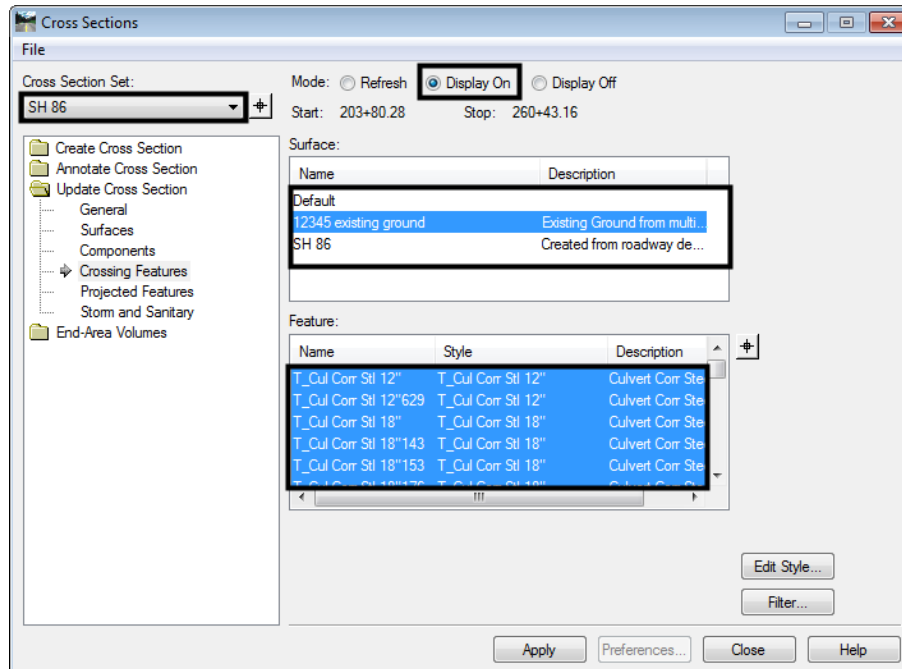 Cross Sections
File
Cross Section Set:
SH 86
Mode: Refresh Display On Display Off
Start: 203+80.28 Stop: 260+43.16
Create Cross Section
Annotate Cross Section
Update Cross Section
General
Surfaces
Components
Crossing Features
Projected Features
Storm and Sanitary
End-Area Volumes
Surface:
Name Description
Default
12345 existing ground Existing Ground from multi...
SH 86 Created from roadway de...
Feature:
Name Style Description
T_Cul Corr Stl 12" T_Cul Corr Stl 12" Culvert Corr Ste
T_Cul Corr Stl 12"629 T_Cul Corr Stl 12" Culvert Corr Ste
T_Cul Corr Stl 18" T_Cul Corr Stl 18" Culvert Corr Ste
T_Cul Corr Stl 18"143 T_Cul Corr Stl 18" Culvert Corr Ste
T_Cul Corr Stl 18"153 T_Cul Corr Stl 18" Culvert Corr Ste
Edit Style...
Filter...
Apply Preferences... Close Help